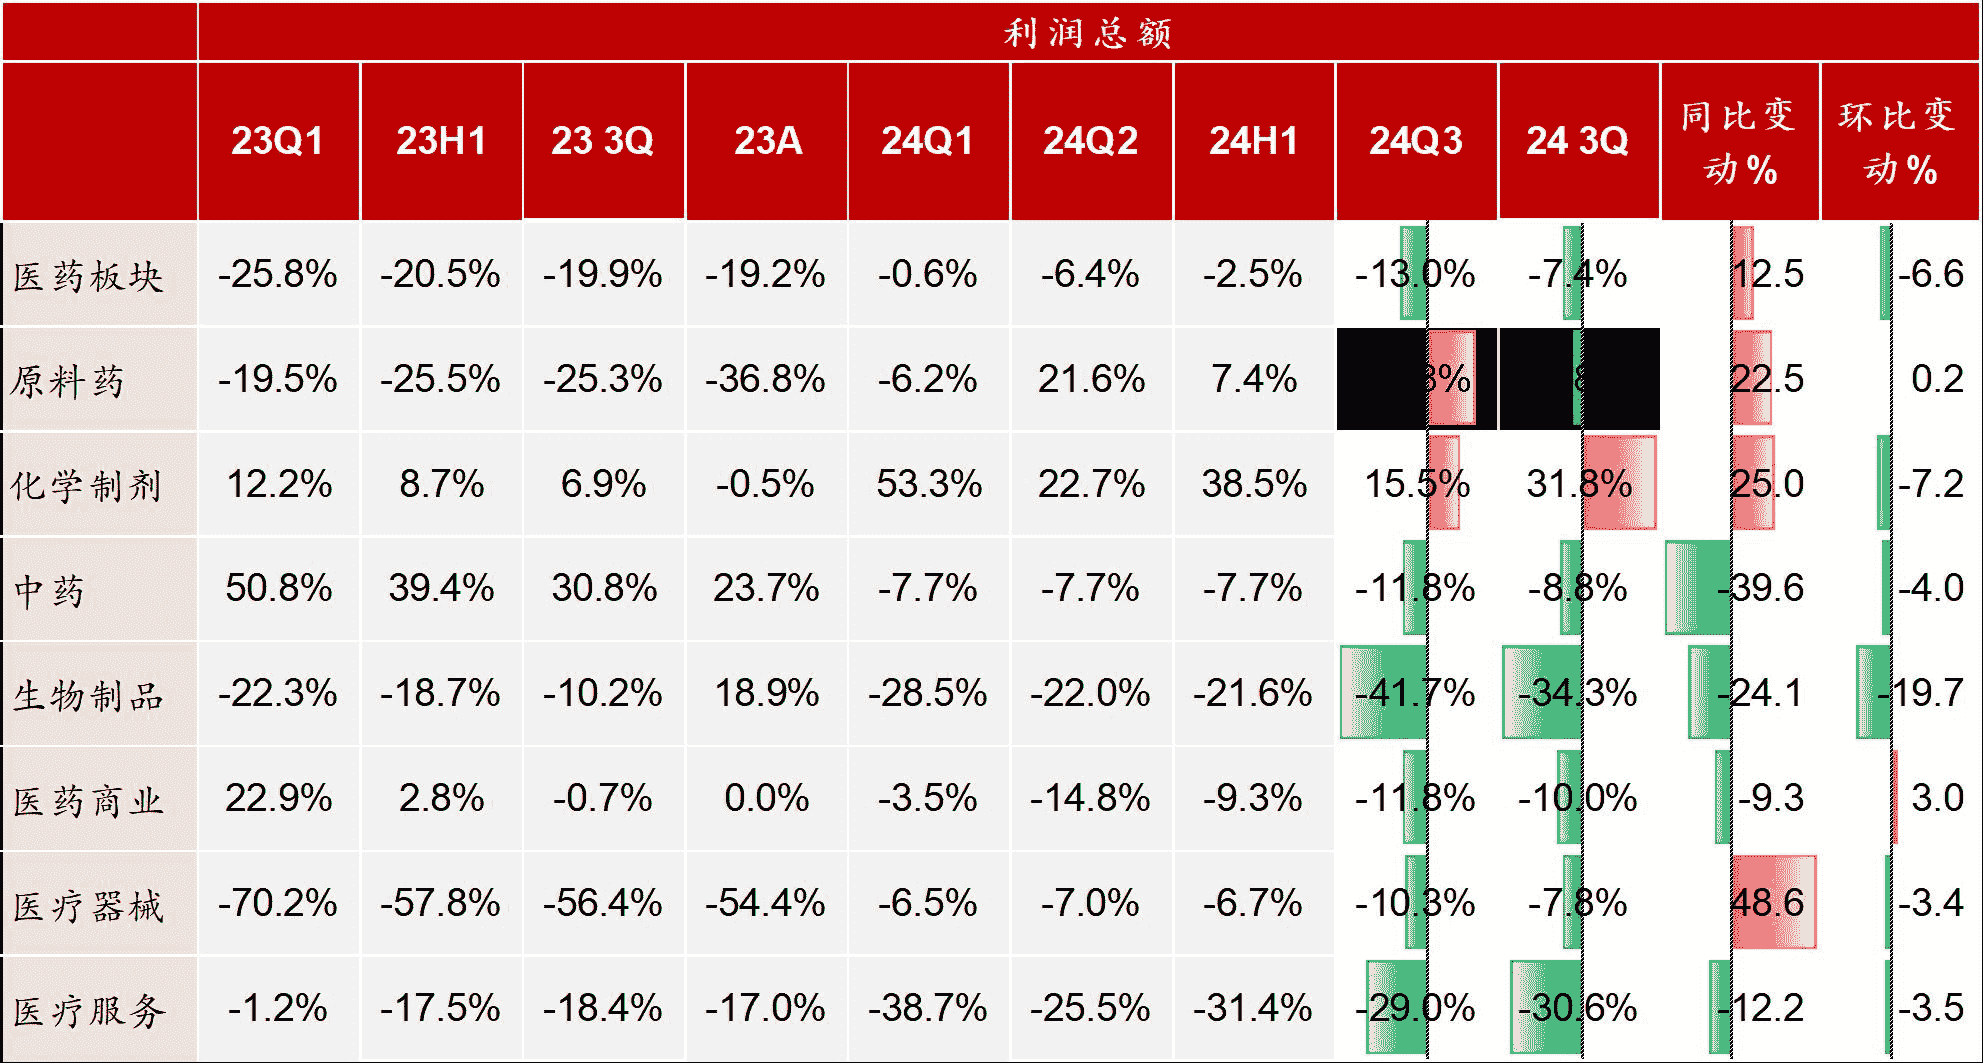 利润总额
23Q1 23H1 23 3Q 23A 24Q1 24Q2 24H1 24Q3 24 3Q 同比变动% 环比变动%
医药板块 -25.8% -20.5% -19.9% -19.2% -0.6% -6.4% -2.5% -13.0% -7.4% 12.5 -6.6
原料药 -19.5% -25.5% -25.3% -36.8% -6.2% 21.6% 7.4% 22.5 0.2
化学制剂 12.2% 8.7% 6.9% -0.5% 53.3% 22.7% 38.5% 15.5% 31.8% 25.0 -7.2
中药 50.8% 39.4% 30.8% 23.7% -7.7% -7.7% -7.7% -11.8% -8.8% -39.6 -4.0
生物制品 -22.3% -18.7% -10.2% 18.9% -28.5% -22.0% -21.6% -41.7% -34.3% -24.1 -19.7
医药商业 22.9% 2.8% -0.7% 0.0% -3.5% -14.8% -9.3% -11.8% -10.0% -9.3 3.0
医疗器械 -70.2% -57.8% -56.4% -54.4% -6.5% -7.0% -6.7% -10.3% -7.8% 48.6 -3.4
医疗服务 -1.2% -17.5% -18.4% -17.0% -38.7% -25.5% -31.4% -29.0% -30.6% -12.2 -3.5